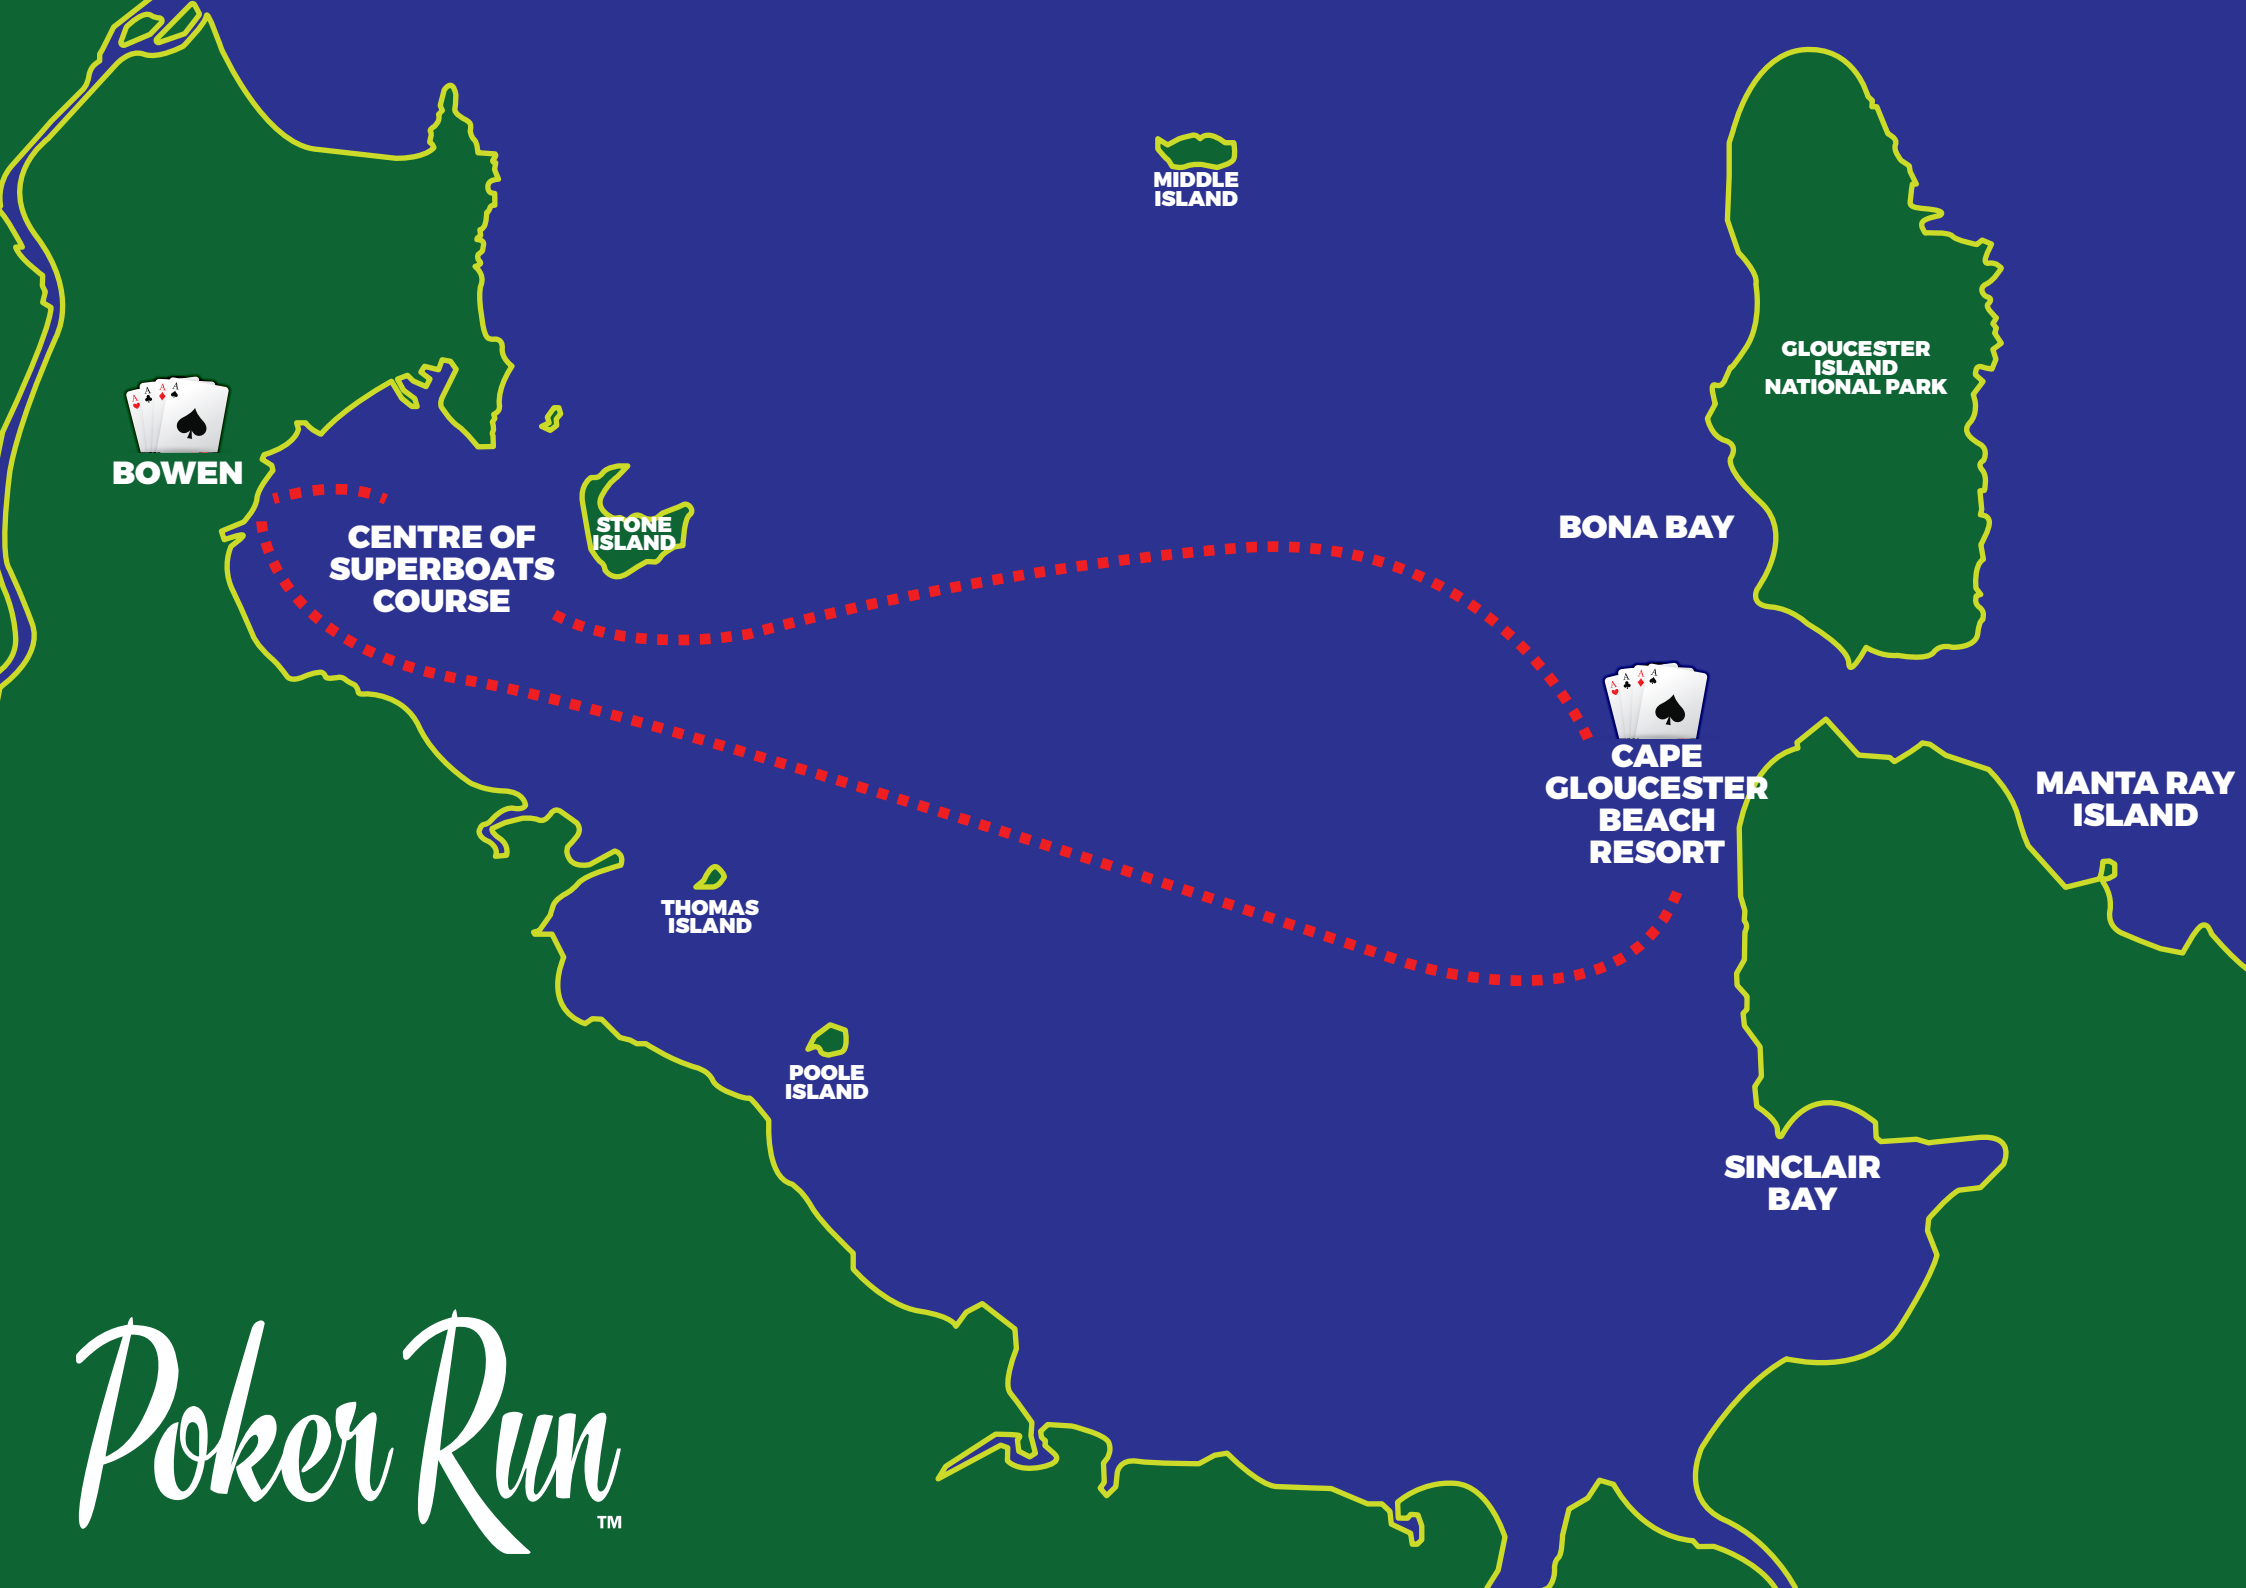 MIDDLE
ISLAND
GLOUCESTER
ISLAND
NATIONAL PARK
A
A
A
A
BOWEN
CENTRE OF
SUPERBOATS
COURSE
STONE
ISLAND
BONA BAY
A
A
A
A
CAPE
GLOUCESTER
BEACH
RESORT
MANTA RAY
ISLAND
THOMAS
ISLAND
POOLE
ISLAND
SINCLAIR
BAY
Poker Run
TM